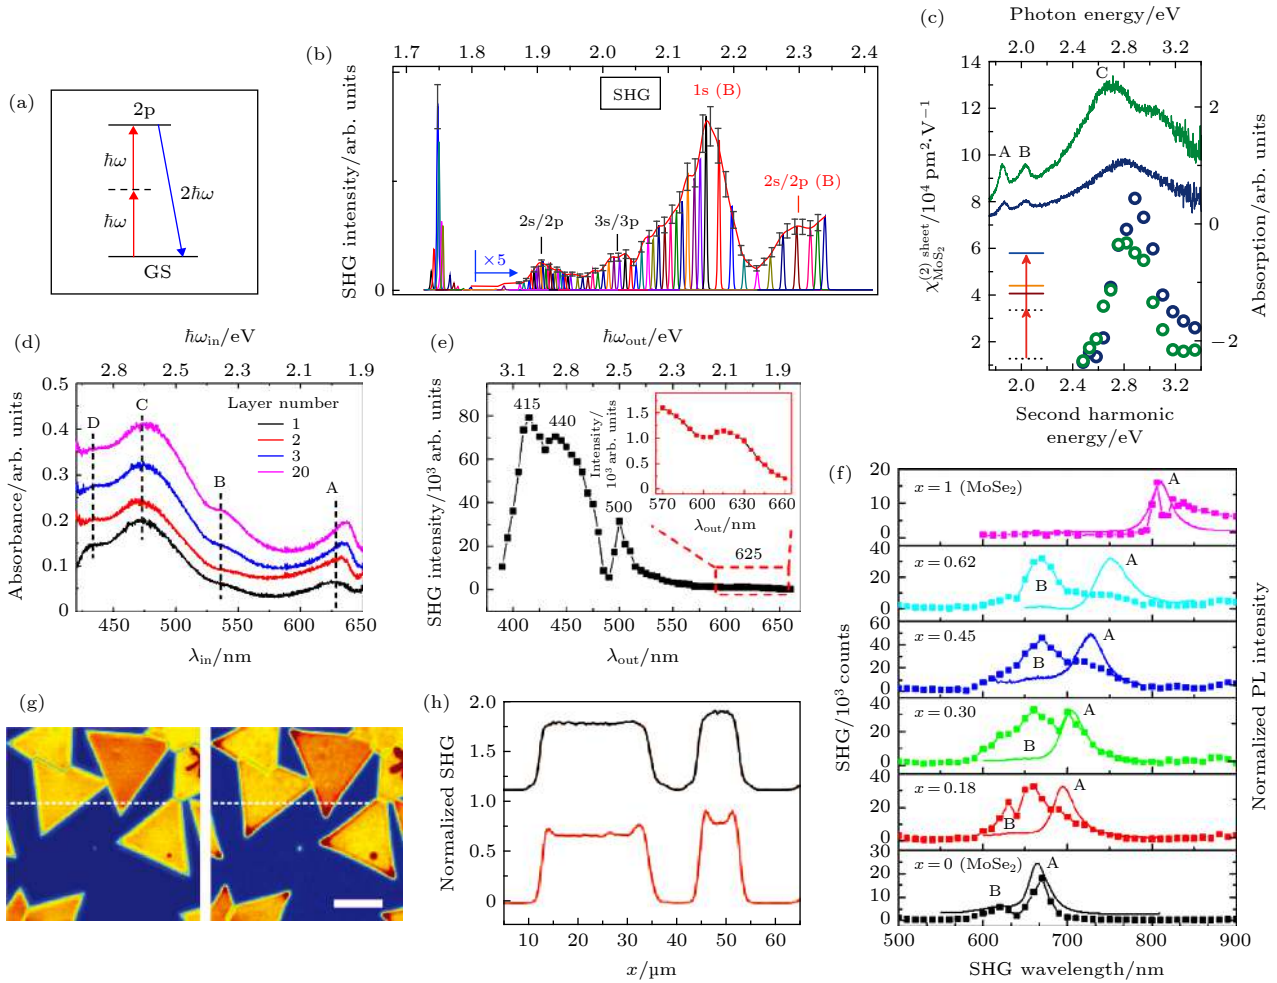 (a)
2p
ℏω
ℏω
2ℏω
GS
(b)
1.7 1.8 1.9 2.0 2.1 2.2 2.3 2.4
SHG intensity/arb. units
0
SHG
×5
2s/2p
3s/3p
1s (B)
2s/2p (B)
(c)
Photon energy/eV
2.0 2.4 2.8 3.2
χ(2) sheet MoS2 /10⁴ pm²·V⁻¹
14
12
10
8
6
4
2
A B C
2
0
−2
Absorption/arb. units
2.0 2.4 2.8 3.2
Second harmonic
energy/eV
(d)
ℏωin/eV
2.8 2.5 2.3 2.1 1.9
Absorbance/arb. units
0.5
0.4
0.3
0.2
0.1
0
D C B A
Layer number
1
2
3
20
450 500 550 600 650
λin/nm
(e)
ℏωout/eV
3.1 2.8 2.5 2.3 2.1 1.9
SHG intensity/10³ arb. units
80
60
40
20
0
415
440
500
625
Intensity/
10³ arb. units
1.5
1.0
0.5
0
570 600 630 660
λout/nm
400 450 500 550 600 650
λout/nm
(f)
SHG/10³ counts
Normalized PL intensity
20
10
0
x=1 (MoSe2)
A
40
20
0
x=0.62
B
A
60
40
20
0
x=0.45
B
A
40
20
0
x=0.30
B
A
40
20
0
x=0.18
B
A
30
20
10
0
x=0 (MoSe2)
B
A
500 600 700 800 900
SHG wavelength/nm
(g)
(h)
Normalized SHG
2.0
1.5
1.0
0.5
0
10 20 30 40 50 60
x/μm